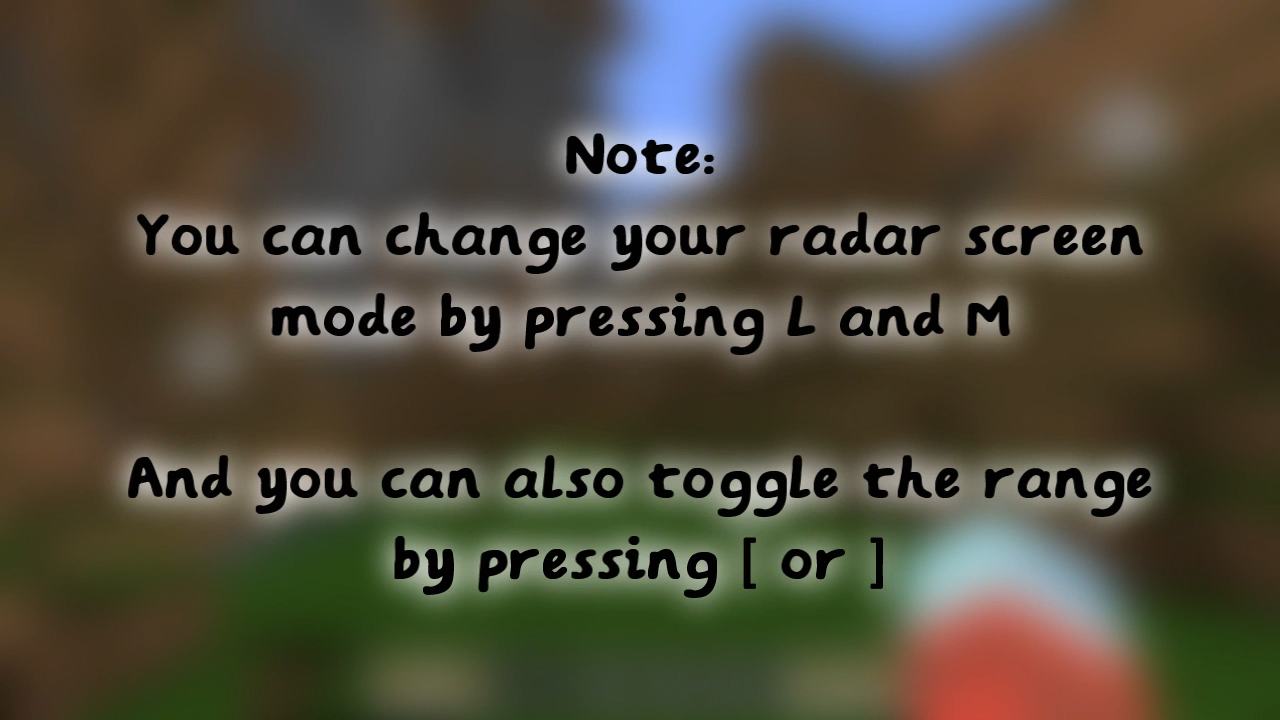 Note:
You can change your radar screen
mode by pressing L and M
And you can also toggle the range
by pressing [ or ]